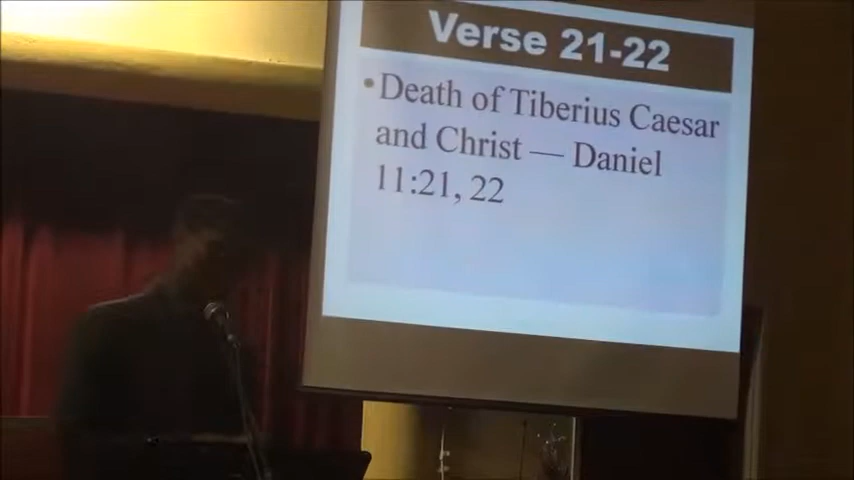 Verse 21-22
• Death of Tiberius Caesar
and Christ — Daniel
11:21, 22